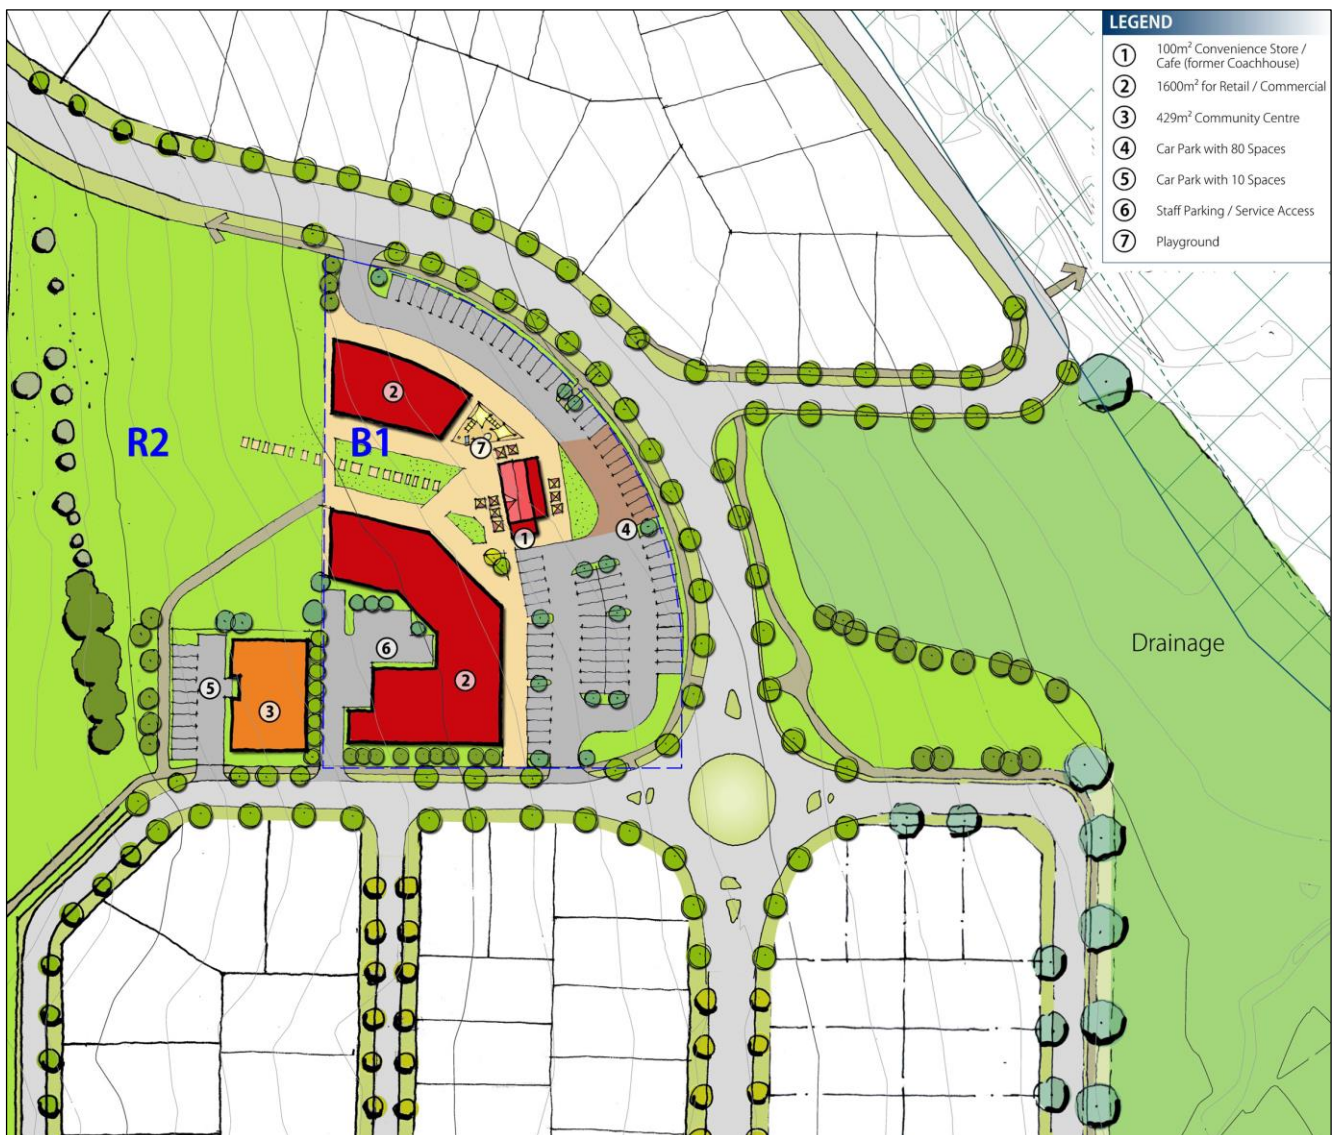 LEGEND
1 100m² Convenience Store /
Cafe (former Coachhouse)
2 1600m² for Retail / Commercial
3 429m² Community Centre
4 Car Park with 80 Spaces
5 Car Park with 10 Spaces
6 Staff Parking / Service Access
7 Playground
2
R2
B1
7
1
4
Drainage
6
5
2
3